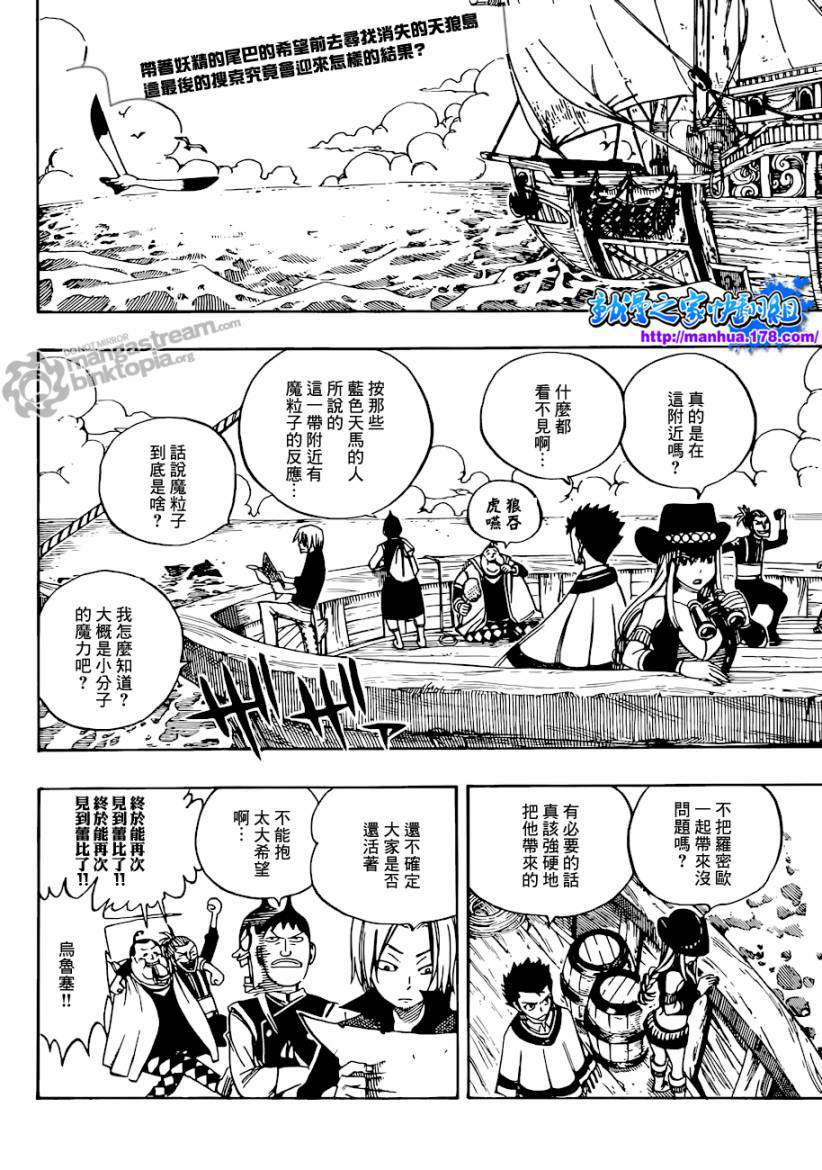 帶著妖精的尾巴的希望前去尋找消失的天狼島
這最後的搜索究竟會迎來怎樣的結果?
動漫之家快翻組
http://manhua.178.com/
DO NOT MIRROR
mangastream.com
binktopia.org
真的是在
這附近嗎?
什麼都
看不見啊…
狼吞
虎嚥
按那些
藍色天馬的人
所說的
這一帶附近有
魔粒子的反應…
話說魔粒子
到底是啥?
我怎麼知道?
大概是小分子
的魔力吧?
不把羅密歐
一起帶來沒
問題嗎?
有必要的話
真該強硬地
把他帶來的
還不確定
大家是否
還活著
不能抱
太大希望
啊…
終於能再次
見到蕾比了!!
終於能再次
見到蕾比了!!
烏魯塞!!